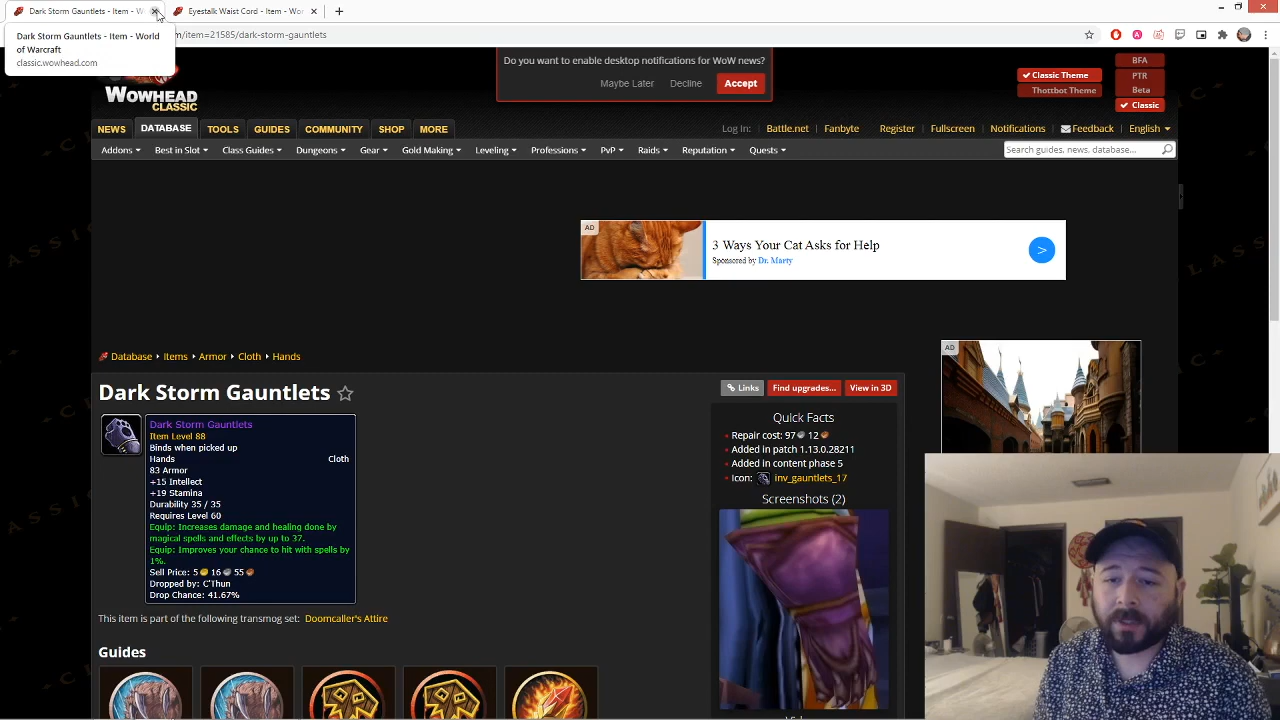 Dark Storm Gauntlets - Item - W
Eyestalk Waist Cord - Item - Wor
Dark Storm Gauntlets - Item - World
of Warcraft
classic.wowhead.com
m/item=21585/dark-storm-gauntlets
Do you want to enable desktop notifications for WoW news?
Maybe Later Decline Accept
Classic Theme
Thottbot Theme
BFA
PTR
Beta
Classic
WOWHEAD
CLASSIC
NEWS DATABASE TOOLS GUIDES COMMUNITY SHOP MORE
Log In: Battle.net Fanbyte Register Fullscreen Notifications Feedback English
Addons Best in Slot Class Guides Dungeons Gear Gold Making Leveling Professions PvP Raids Reputation Quests
Search guides, news, database...
AD
3 Ways Your Cat Asks for Help
Sponsored by Dr. Marty
>
Database Items Armor Cloth Hands
AD
Dark Storm Gauntlets
Links Find upgrades... View in 3D
Dark Storm Gauntlets
Item Level 88
Binds when picked up
Hands Cloth
83 Armor
+15 Intellect
+19 Stamina
Durability 35 / 35
Requires Level 60
Equip: Increases damage and healing done by
magical spells and effects by up to 37.
Equip: Improves your chance to hit with spells by
1%.
Sell Price: 5 16 55
Dropped by: C'Thun
Drop Chance: 41.67%
Quick Facts
Repair cost: 97 12
Added in patch 1.13.0.28211
Added in content phase 5
Icon: inv_gauntlets_17
Screenshots (2)
This item is part of the following transmog set: Doomcaller's Attire
Guides